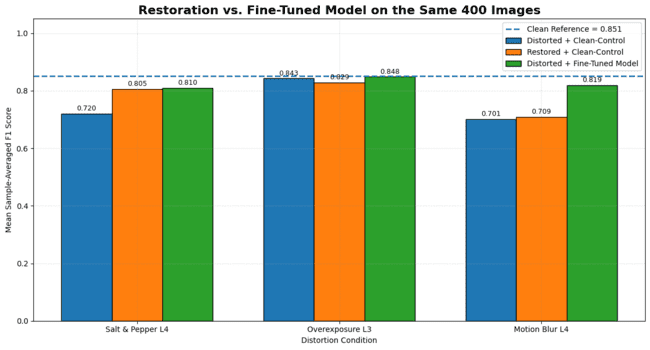 Restoration vs. Fine-Tuned Model on the Same 400 Images
Clean Reference = 0.851
Distorted + Clean-Control
Restored + Clean-Control
Distorted + Fine-Tuned Model
Mean Sample-Averaged F1 Score
1.0
0.8
0.6
0.4
0.2
0.0
0.720
0.805
0.810
0.843
0.829
0.848
0.701
0.709
0.819
Salt & Pepper L4
Overexposure L3
Motion Blur L4
Distortion Condition